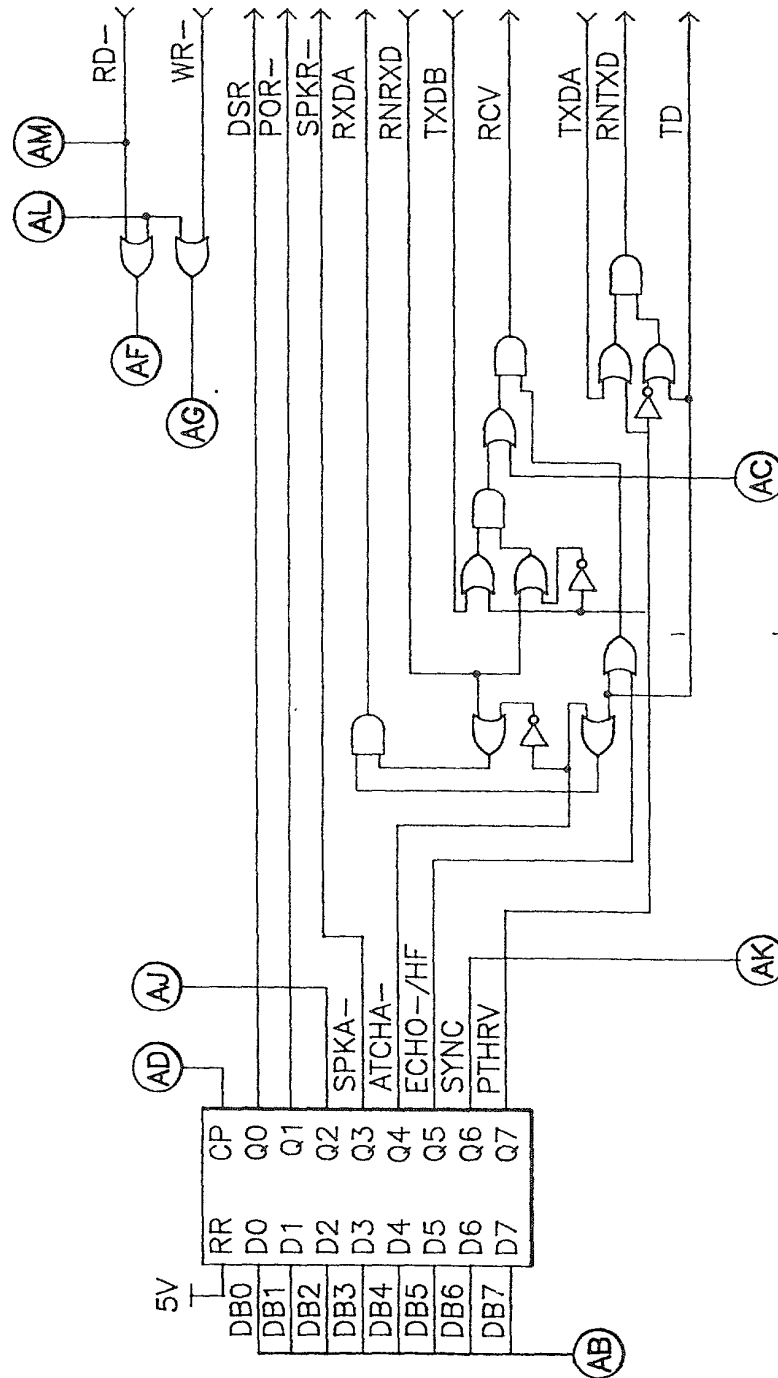 AM
AL
AF
AG
RD-
WR-
DSR
POR-
SPKR-
RXDA
RNRXD
TXDB
RCV
TXDA
RNTXD
TD
AC
AJ
AD
AK
SPKA-
ATCHA-
ECHO-/HF
SYNC
PTHRV
5V
RR CP
DB0 D0 Q0
DB1 D1 Q1
DB2 D2 Q2
DB3 D3 Q3
DB4 D4 Q4
DB5 D5 Q5
DB6 D6 Q6
DB7 D7 Q7
AB